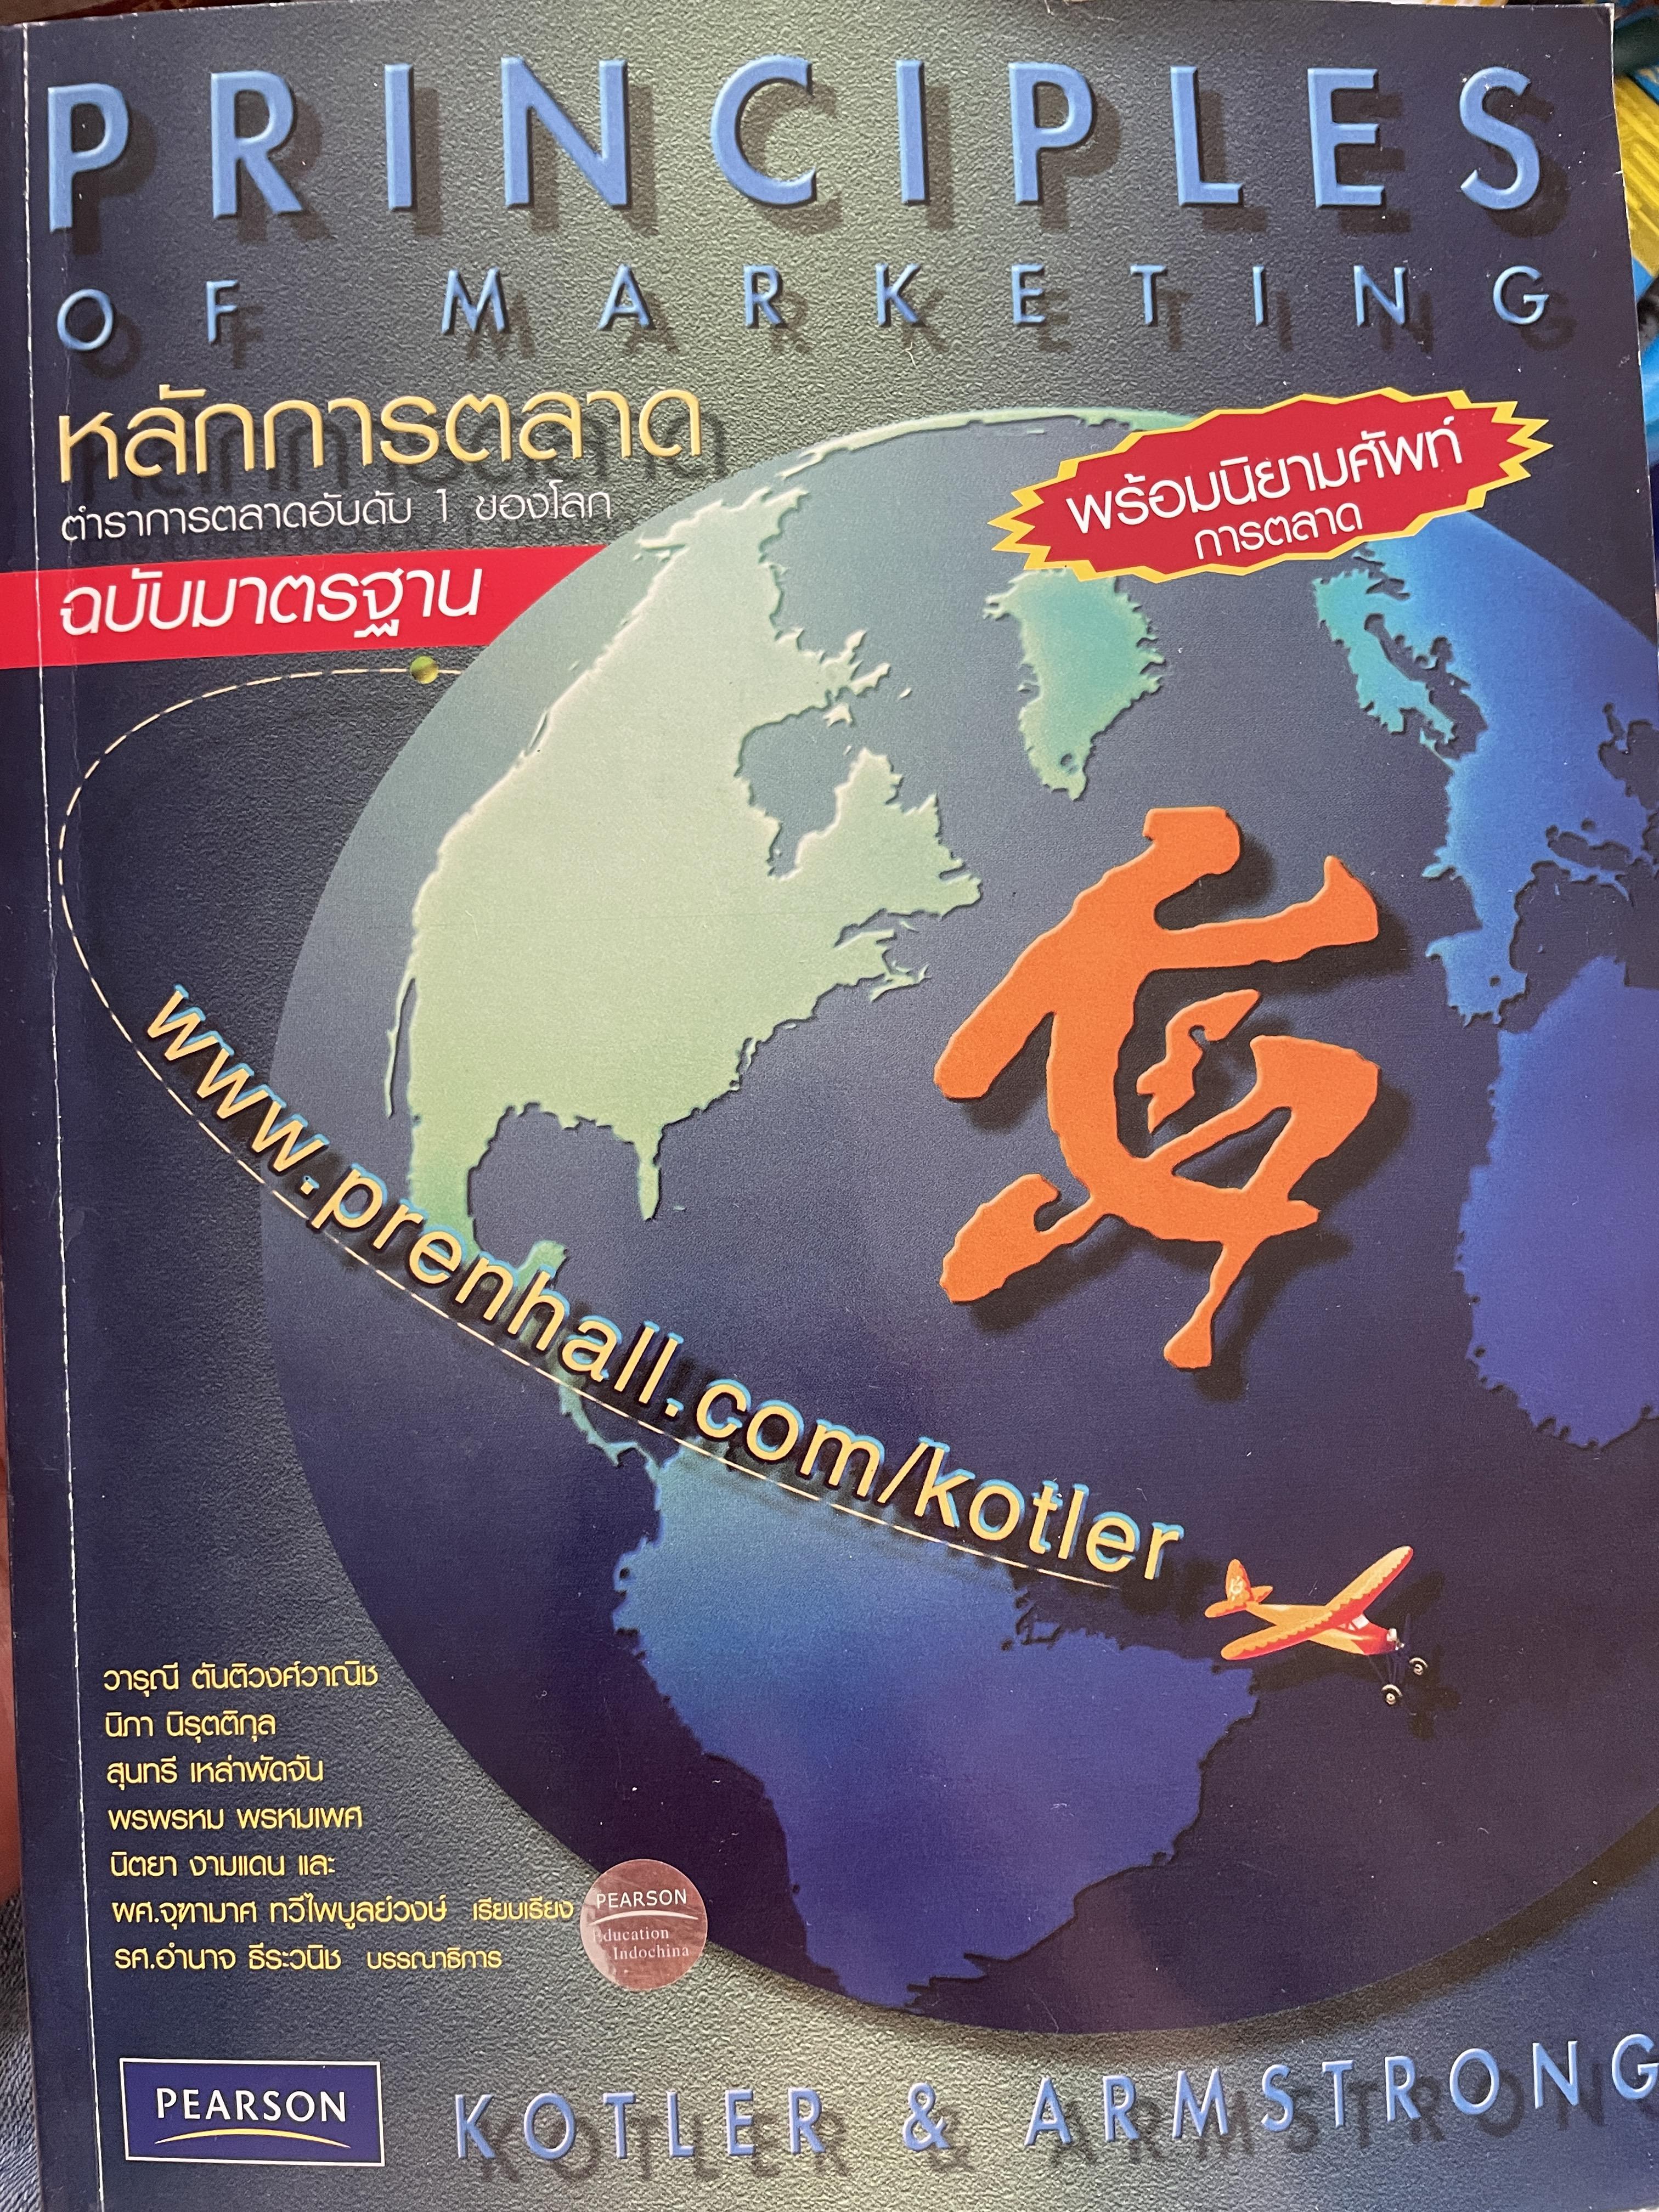 PRINCIPLES
OF MARKETING
หลักการตลาด
ตำราการตลาดอันดับ 1 ของโลก
พร้อมนิยามศัพท์
การตลาด
ฉบับมาตรฐาน
www.prenhall.com/kotler
วารุณี ตันติวงศ์วาณิช
นิภา นิรุตติกุล
สุนทรี เหล่าพัดจัน
พรพรหม พรหมเพศ
นิตยา งามแดน และ
ผศ.จุฑามาศ ทวีไพบูลย์วงษ์ เรียบเรียง
รศ.อำนาจ ธีระวนิช บรรณาธิการ
PEARSON
Education
Indochina
PEARSON
KOTLER & ARMSTRONG